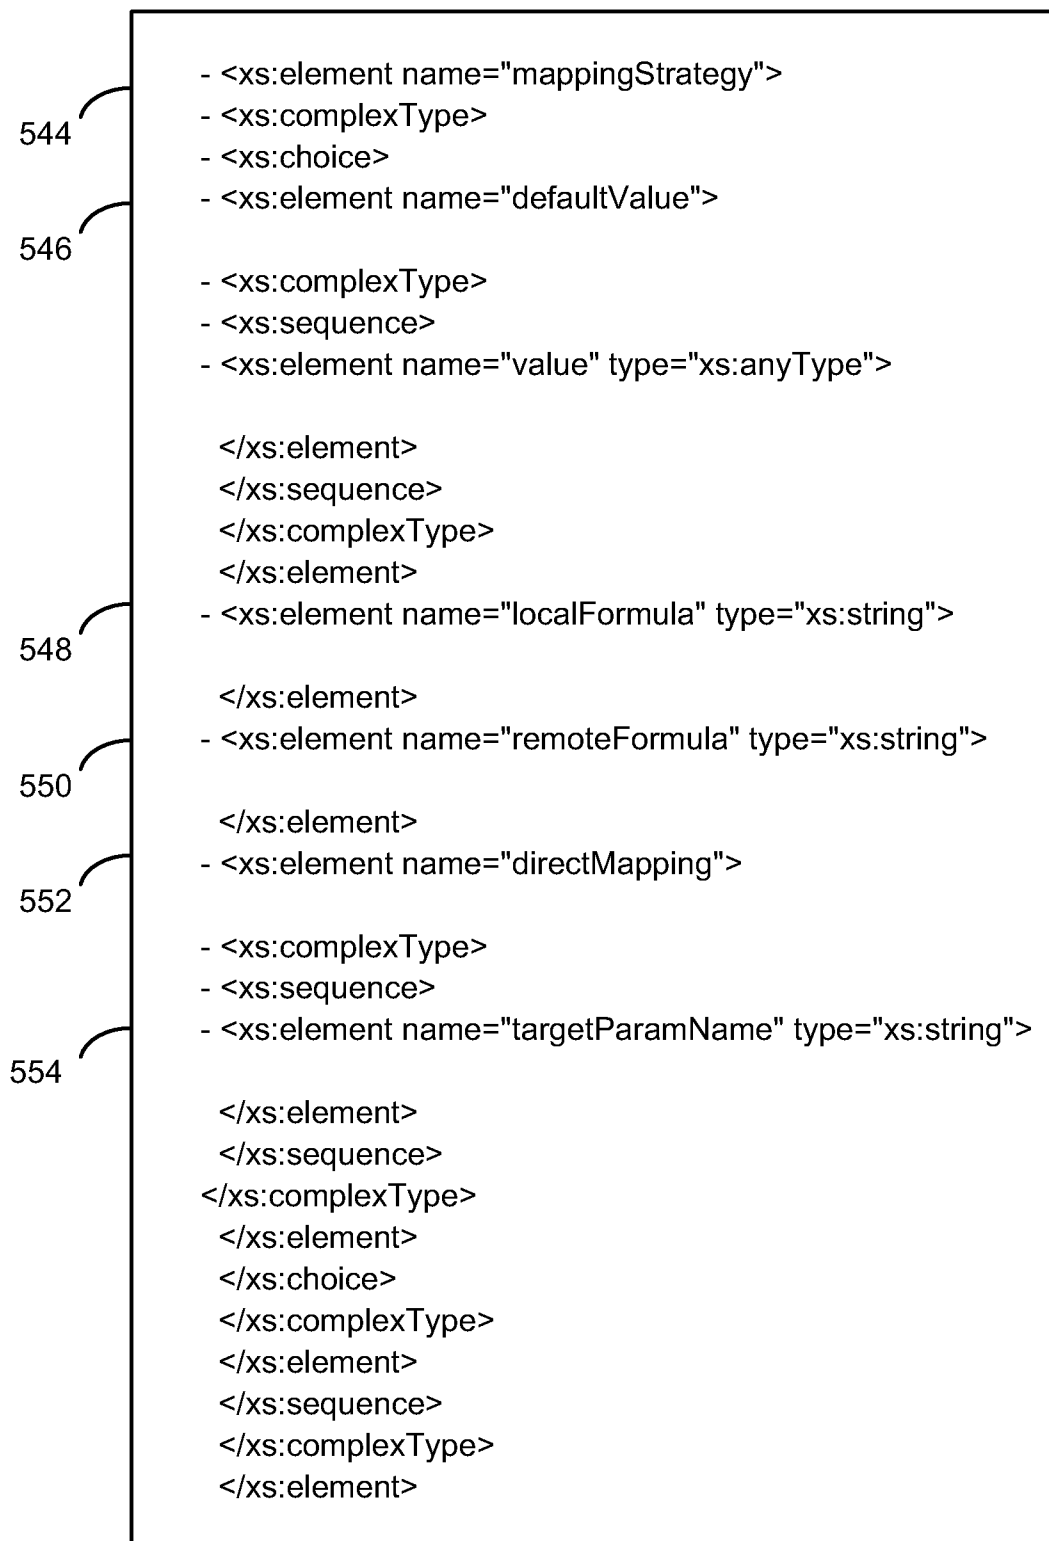 - <xs:element name="mappingStrategy">
544
- <xs:complexType>
- <xs:choice>
- <xs:element name="defaultValue">
546
- <xs:complexType>
- <xs:sequence>
- <xs:element name="value" type="xs:anyType">
</xs:element>
</xs:sequence>
</xs:complexType>
</xs:element>
- <xs:element name="localFormula" type="xs:string">
548
</xs:element>
- <xs:element name="remoteFormula" type="xs:string">
550
</xs:element>
- <xs:element name="directMapping">
552
- <xs:complexType>
- <xs:sequence>
- <xs:element name="targetParamName" type="xs:string">
554
</xs:element>
</xs:sequence>
</xs:complexType>
</xs:element>
</xs:choice>
</xs:complexType>
</xs:element>
</xs:sequence>
</xs:complexType>
</xs:element>